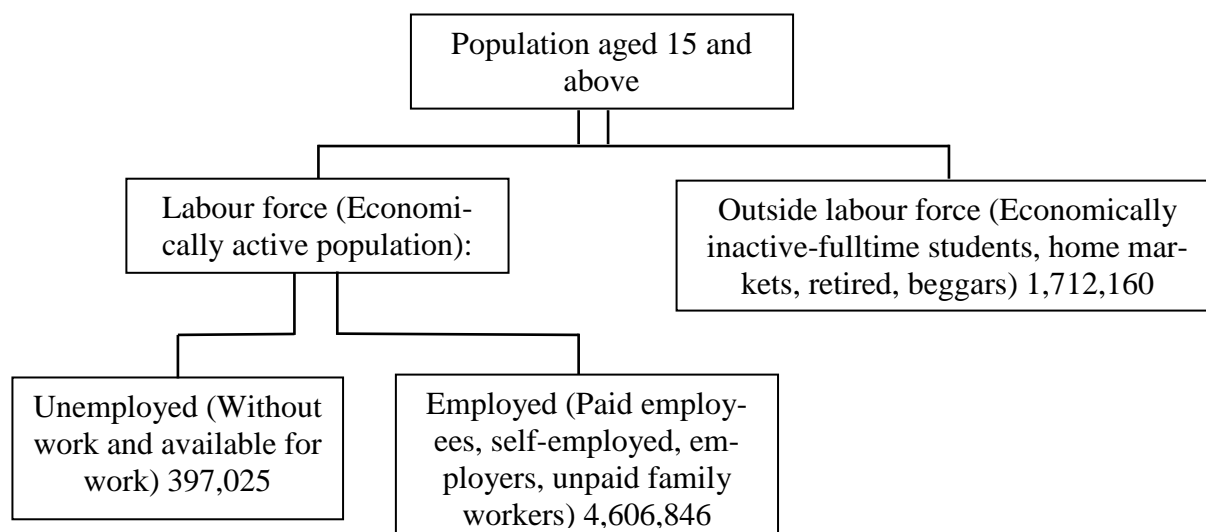 Population aged 15 and
above
Labour force (Economi-
cally active population):
Outside labour force (Economically
inactive-fulltime students, home mar-
kets, retired, beggars) 1,712,160
Unemployed (Without
work and available for
work) 397,025
Employed (Paid employ-
ees, self-employed, em-
ployers, unpaid family
workers) 4,606,846